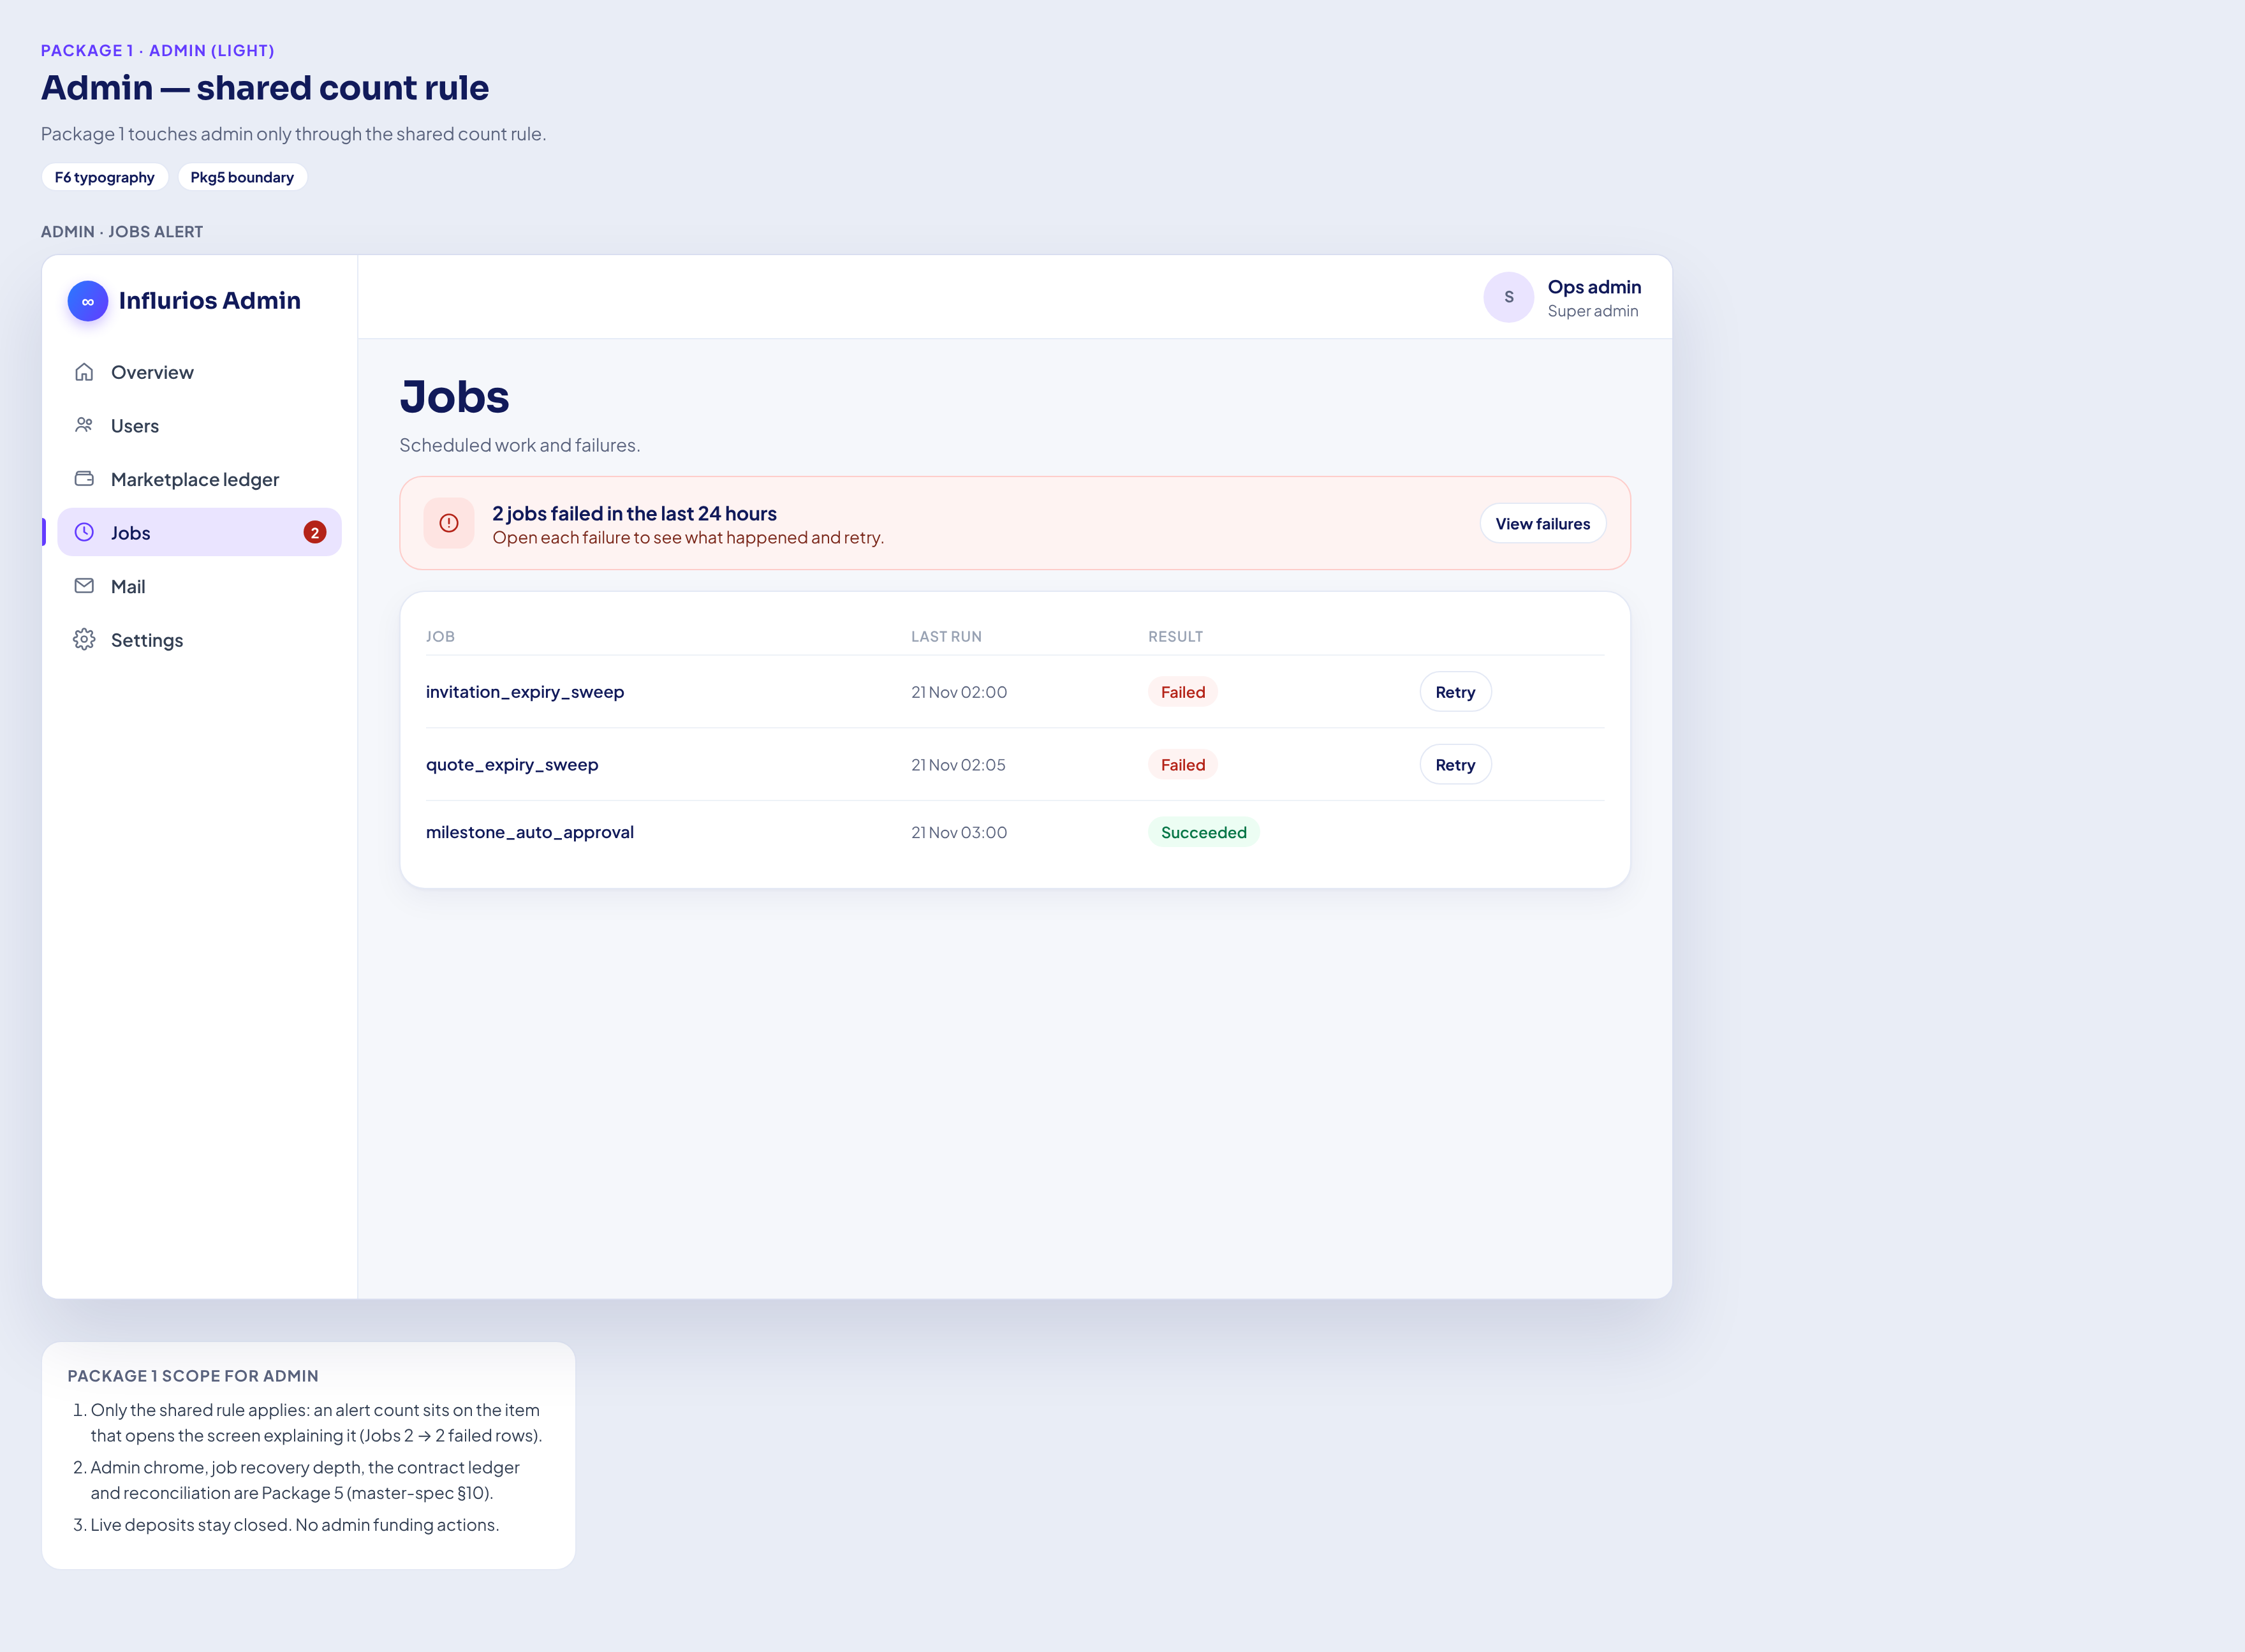 PACKAGE 1 · ADMIN (LIGHT)
Admin — shared count rule
Package 1 touches admin only through the shared count rule.
F6 typography
Pkg5 boundary
ADMIN · JOBS ALERT
∞ Influrios Admin
Overview
Users
Marketplace ledger
Jobs 2
Mail
Settings
S
Ops admin
Super admin
Jobs
Scheduled work and failures.
2 jobs failed in the last 24 hours
Open each failure to see what happened and retry.
View failures
JOB LAST RUN RESULT
invitation_expiry_sweep 21 Nov 02:00 Failed Retry
quote_expiry_sweep 21 Nov 02:05 Failed Retry
milestone_auto_approval 21 Nov 03:00 Succeeded
PACKAGE 1 SCOPE FOR ADMIN
1. Only the shared rule applies: an alert count sits on the item
that opens the screen explaining it (Jobs 2 → 2 failed rows).
2. Admin chrome, job recovery depth, the contract ledger
and reconciliation are Package 5 (master-spec §10).
3. Live deposits stay closed. No admin funding actions.